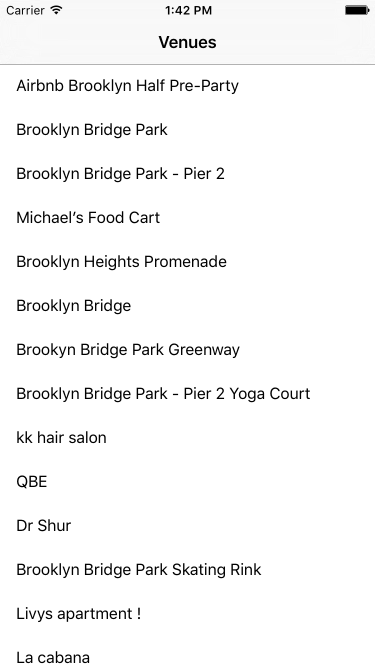 Carrier 1:42 PM
Venues
Airbnb Brooklyn Half Pre-Party
Brooklyn Bridge Park
Brooklyn Bridge Park - Pier 2
Michael's Food Cart
Brooklyn Heights Promenade
Brooklyn Bridge
Brookyn Bridge Park Greenway
Brooklyn Bridge Park - Pier 2 Yoga Court
kk hair salon
QBE
Dr Shur
Brooklyn Bridge Park Skating Rink
Livys apartment !
La cabana